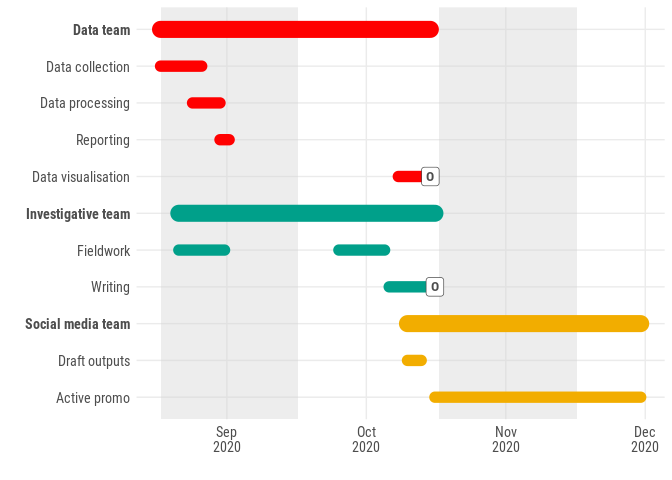 Data team
Data collection
Data processing
Reporting
Data visualisation
0
Investigative team
Fieldwork
Writing
0
Social media team
Draft outputs
Active promo
Sep Oct Nov Dec
2020 2020 2020 2020